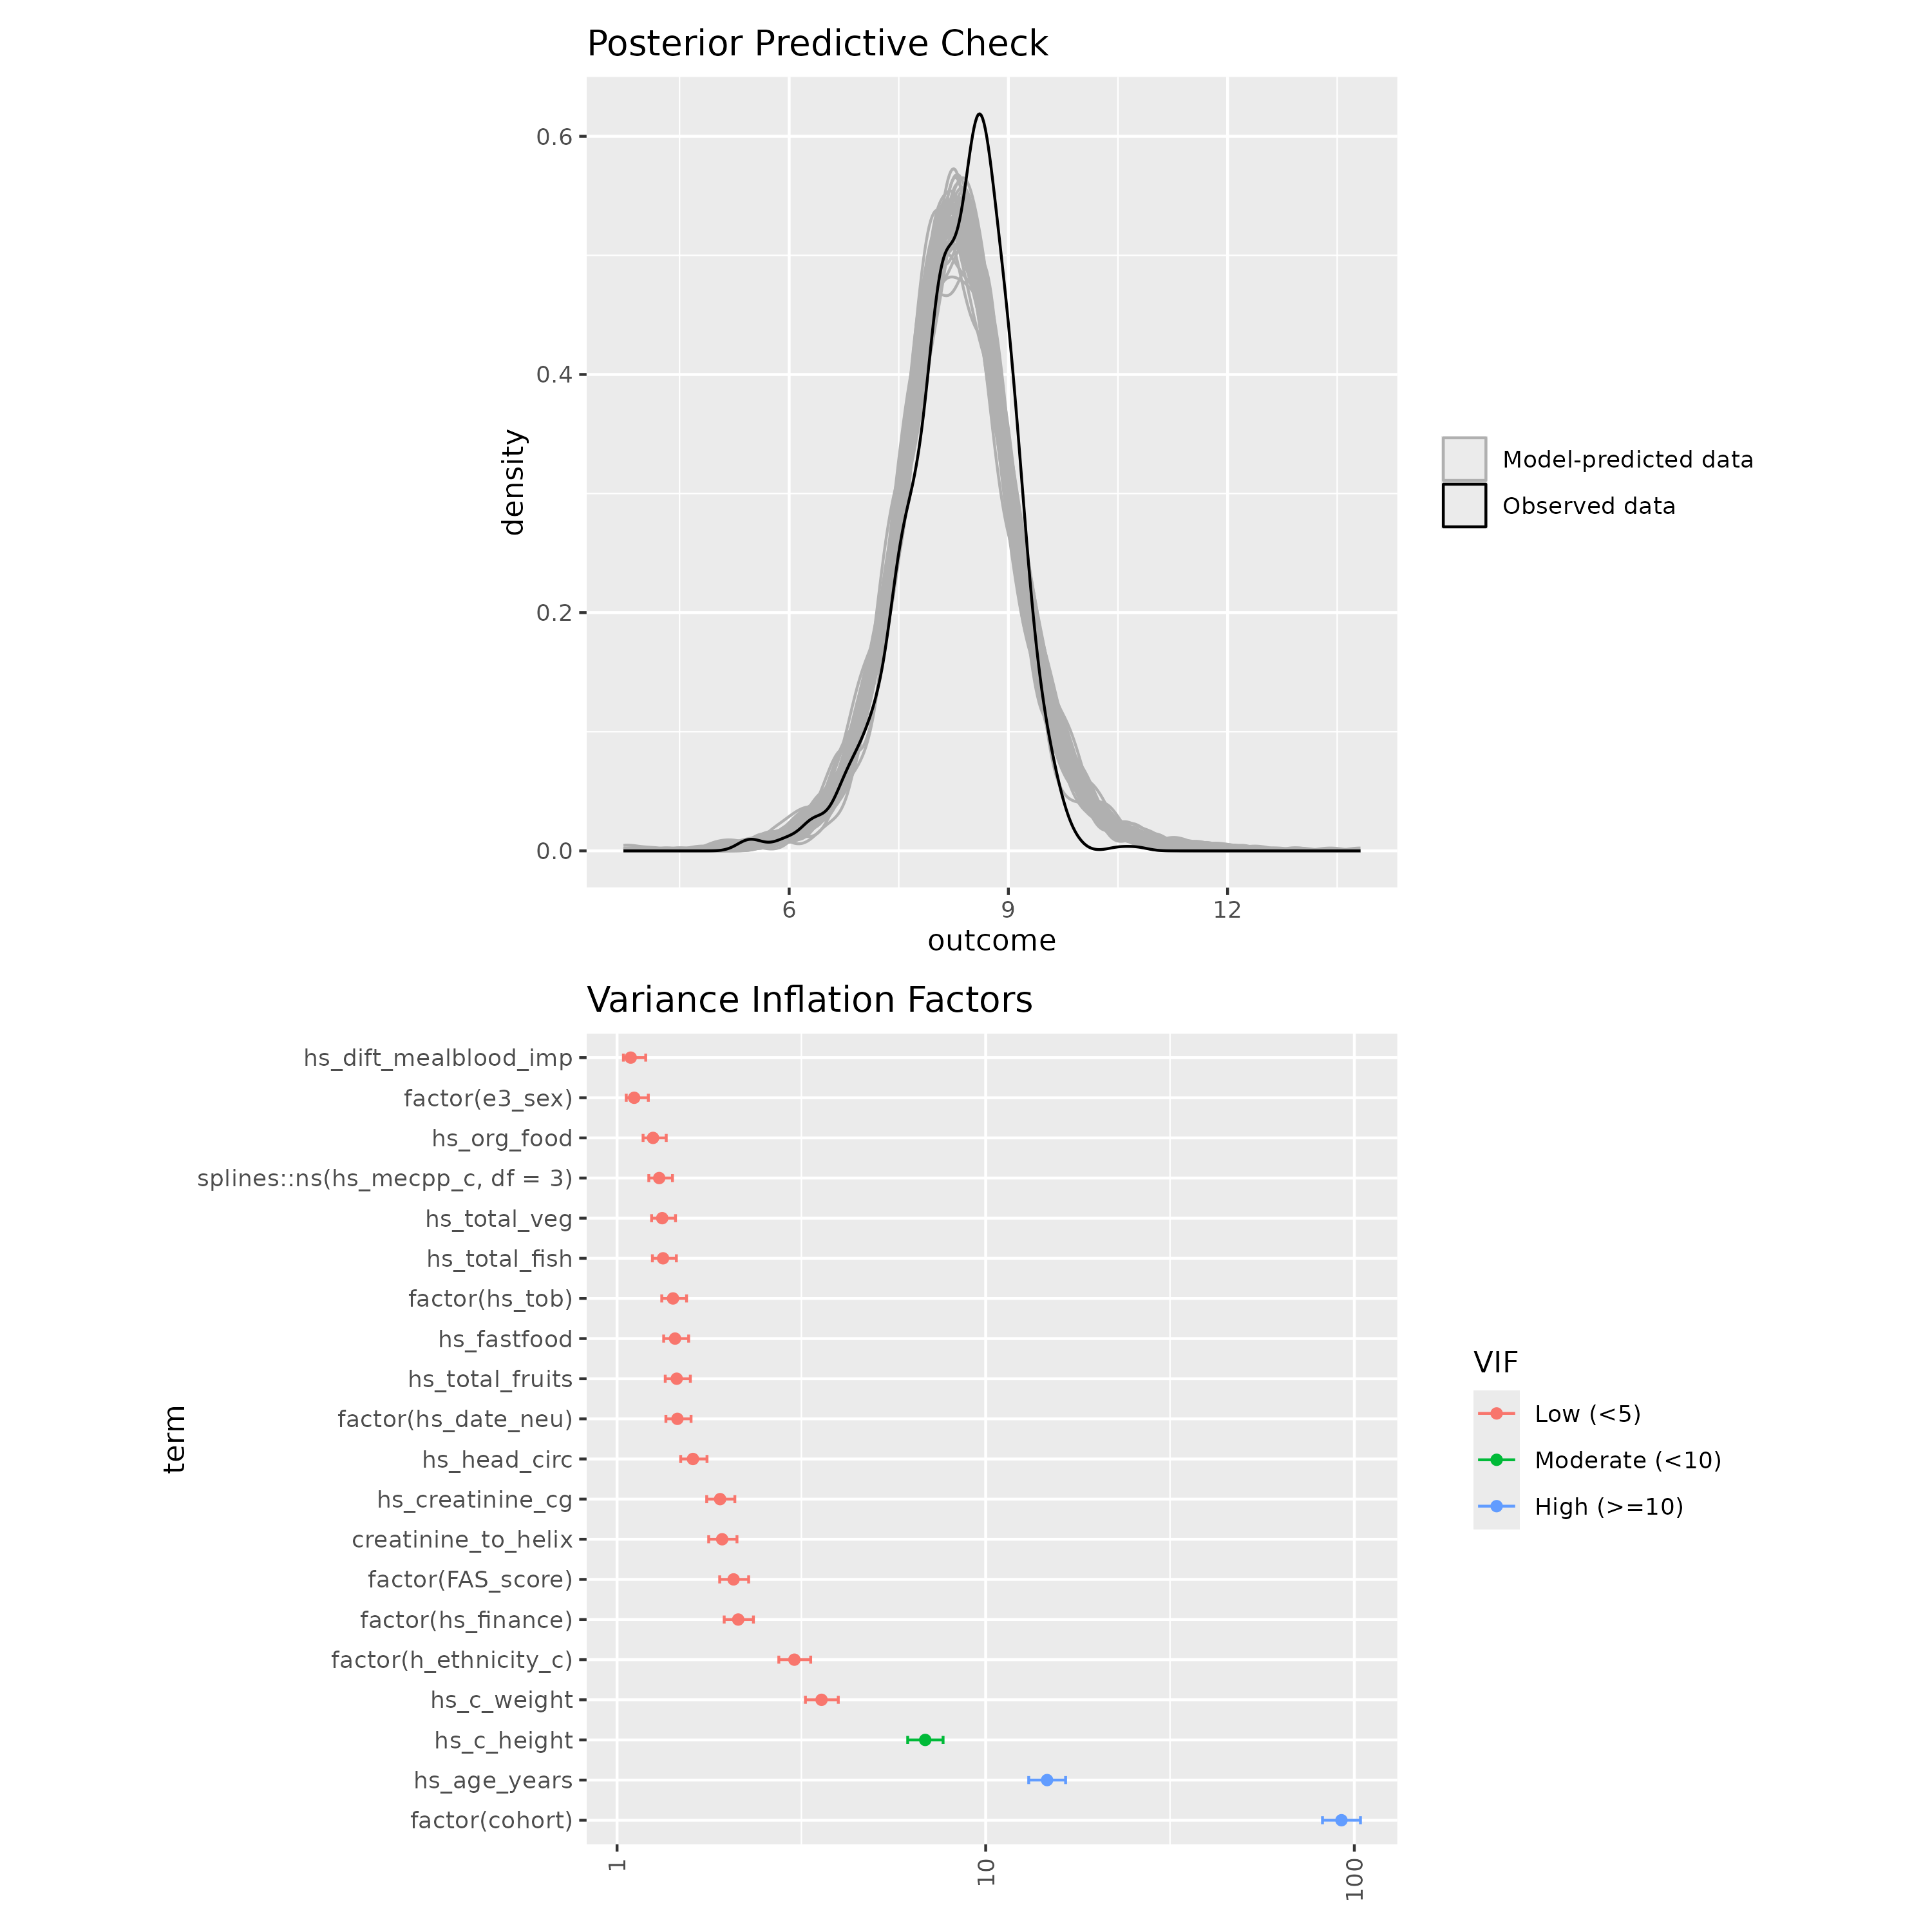 Posterior Predictive Check
0.6
0.4
0.2
0.0
density
6 9 12
outcome
Model-predicted data
Observed data
Variance Inflation Factors
hs_dift_mealblood_imp
factor(e3_sex)
hs_org_food
splines::ns(hs_mecpp_c, df = 3)
hs_total_veg
hs_total_fish
factor(hs_tob)
hs_fastfood
hs_total_fruits
factor(hs_date_neu)
hs_head_circ
hs_creatinine_cg
creatinine_to_helix
factor(FAS_score)
factor(hs_finance)
factor(h_ethnicity_c)
hs_c_weight
hs_c_height
hs_age_years
factor(cohort)
term
1 10 100
VIF
Low (<5)
Moderate (<10)
High (>=10)